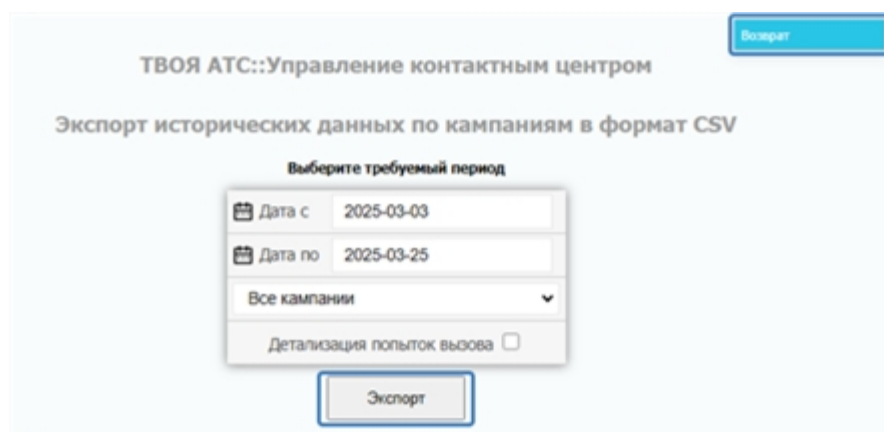 Возврат
ТВОЯ АТС::Управление контактным центром
Экспорт исторических данных по кампаниям в формат CSV
Выберите требуемый период
Дата с 2025-03-03
Дата по 2025-03-25
Все кампании
Детализация попыток вызова
Экспорт